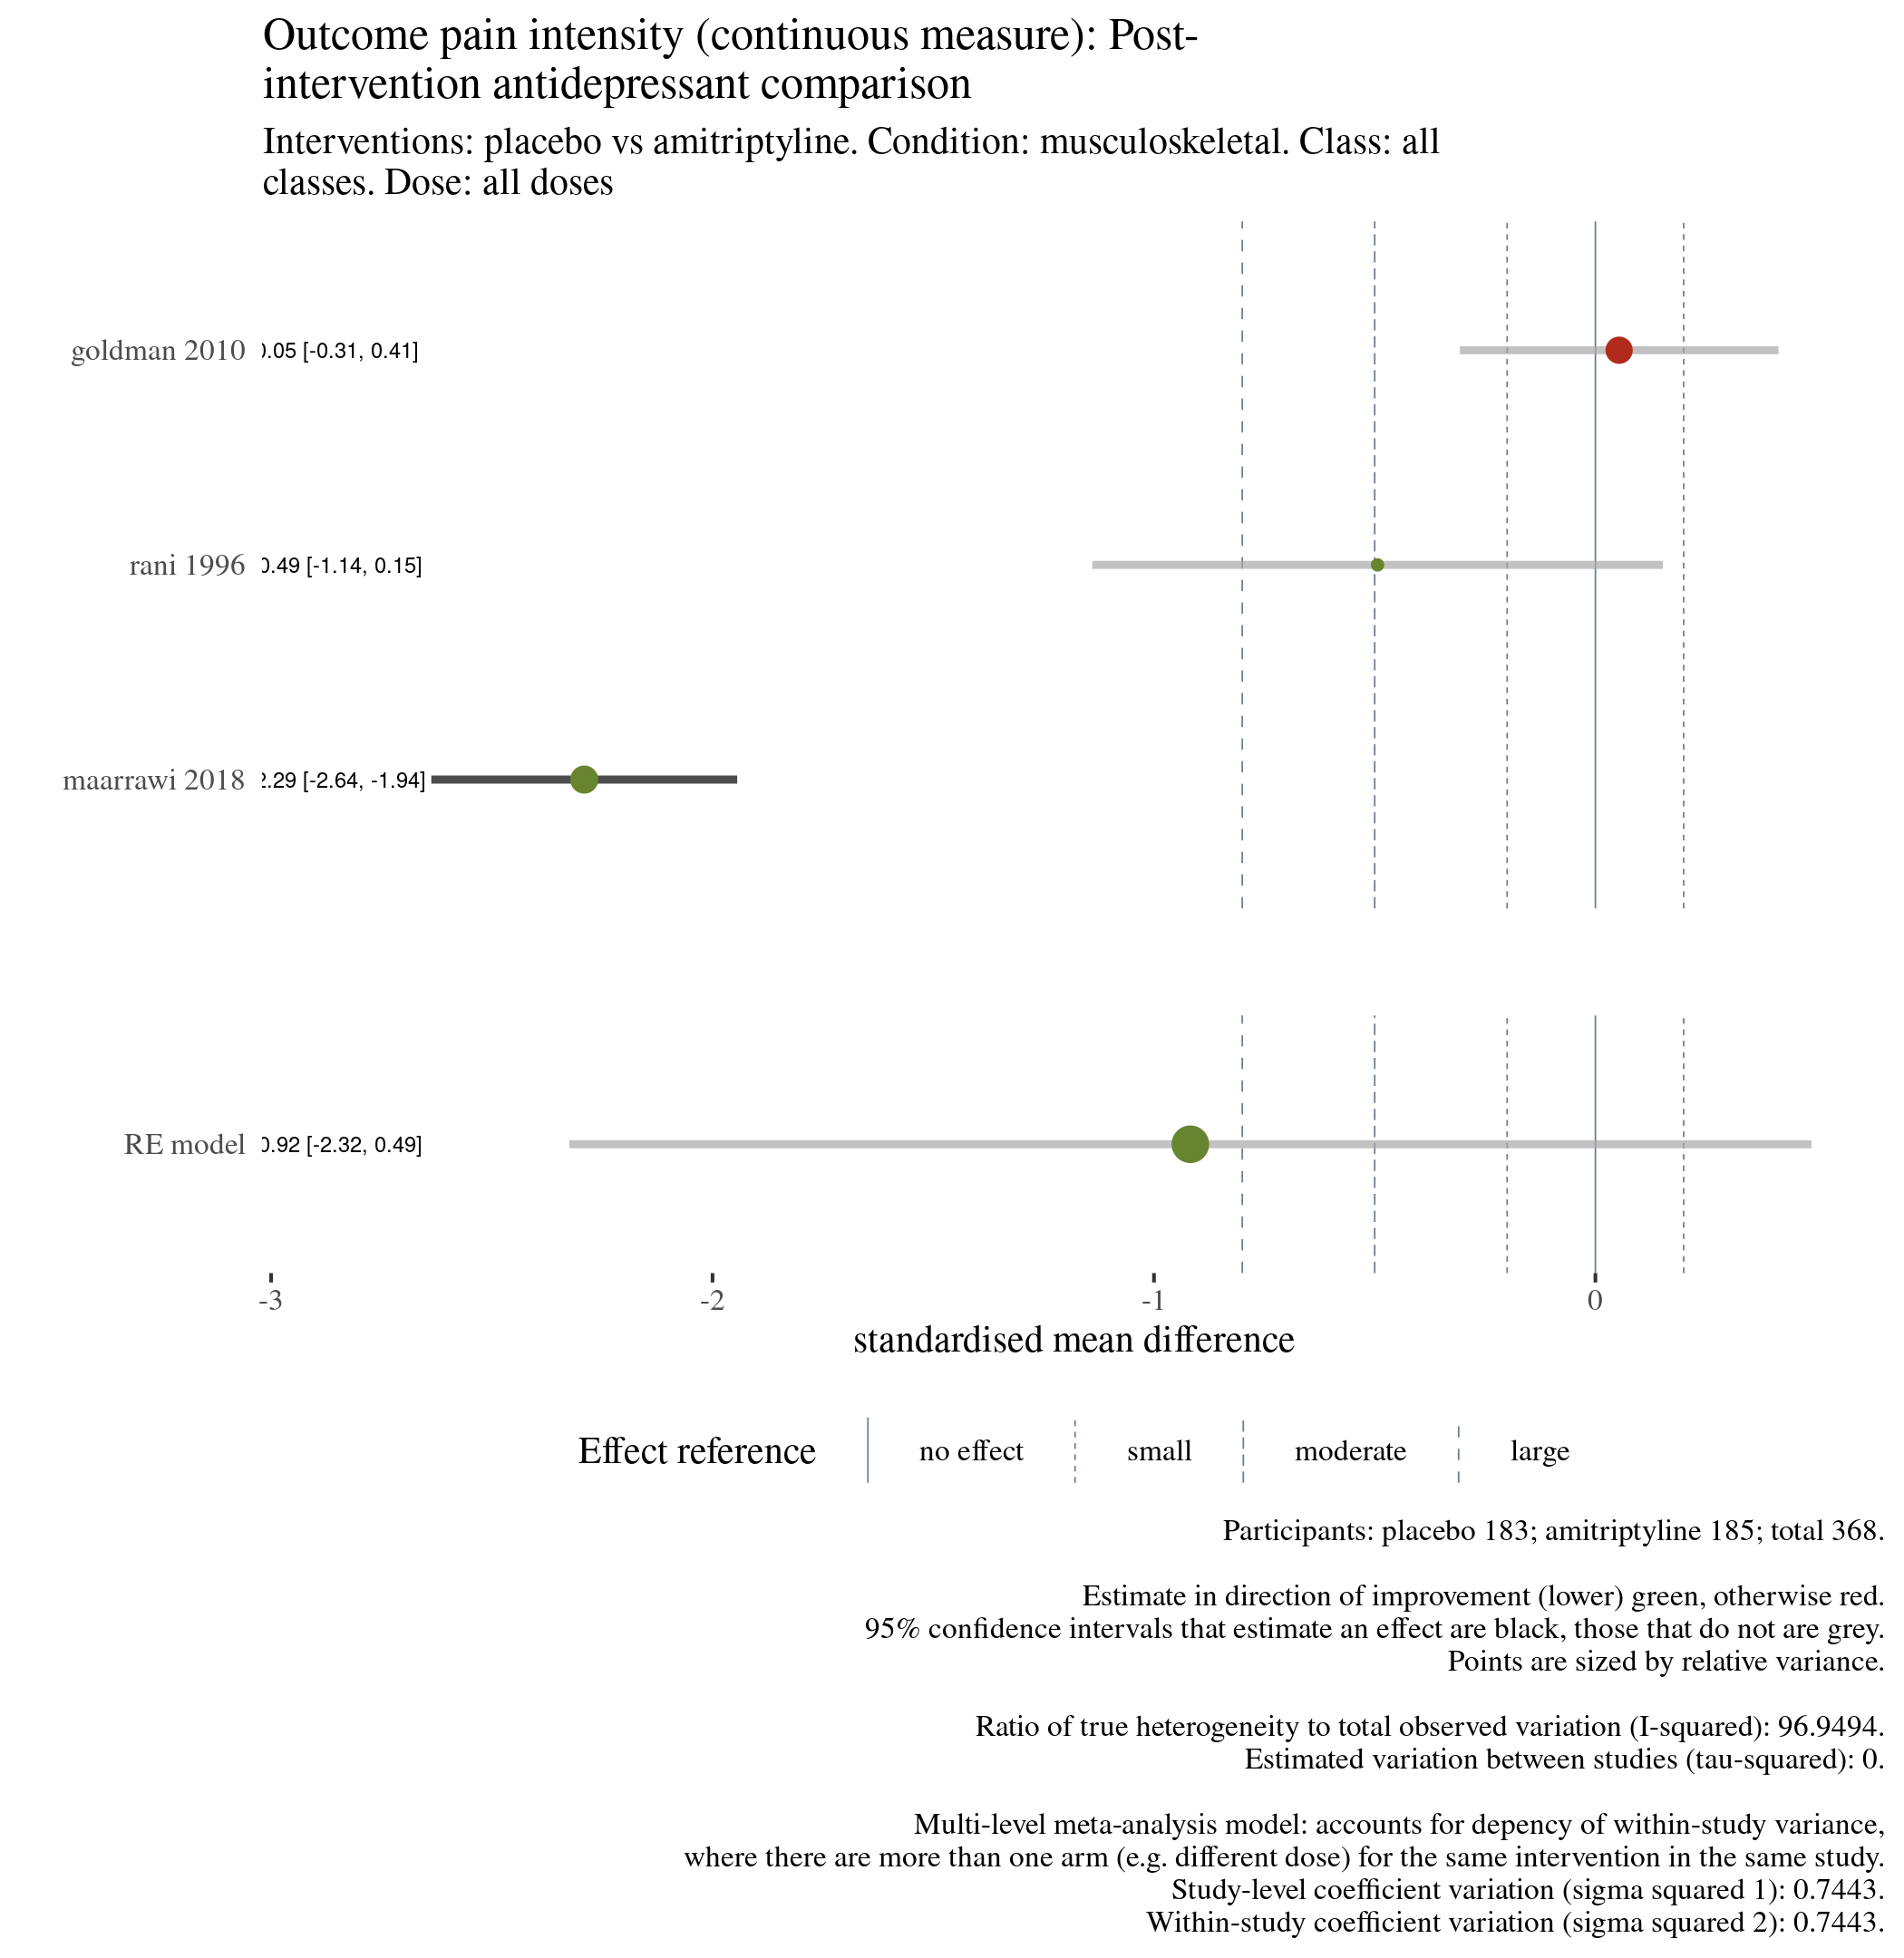 Outcome pain intensity (continuous measure): Post-
intervention antidepressant comparison
Interventions: placebo vs amitriptyline. Condition: musculoskeletal. Class: all
classes. Dose: all doses
goldman 2010 0.05 [-0.31, 0.41]
rani 1996 0.49 [-1.14, 0.15]
maarrawi 2018 2.29 [-2.64, -1.94]
RE model 0.92 [-2.32, 0.49]
-3 -2 -1 0
standardised mean difference
Effect reference no effect small moderate large
Participants: placebo 183; amitriptyline 185; total 368.
Estimate in direction of improvement (lower) green, otherwise red.
95% confidence intervals that estimate an effect are black, those that do not are grey.
Points are sized by relative variance.
Ratio of true heterogeneity to total observed variation (I-squared): 96.9494.
Estimated variation between studies (tau-squared): 0.
Multi-level meta-analysis model: accounts for depency of within-study variance,
where there are more than one arm (e.g. different dose) for the same intervention in the same study.
Study-level coefficient variation (sigma squared 1): 0.7443.
Within-study coefficient variation (sigma squared 2): 0.7443.